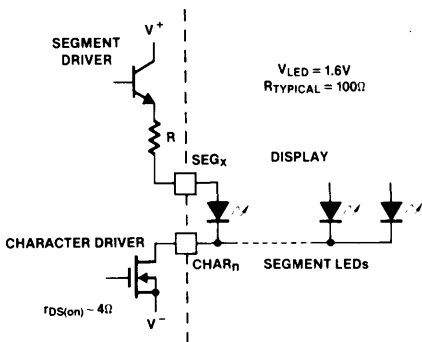 V+
SEGMENT
DRIVER
VLED = 1.6V
RTYPICAL = 100Ω
R
SEGX
DISPLAY
CHARACTER DRIVER
CHARn
SEGMENT LEDs
rDS(on) ~ 4Ω
V−